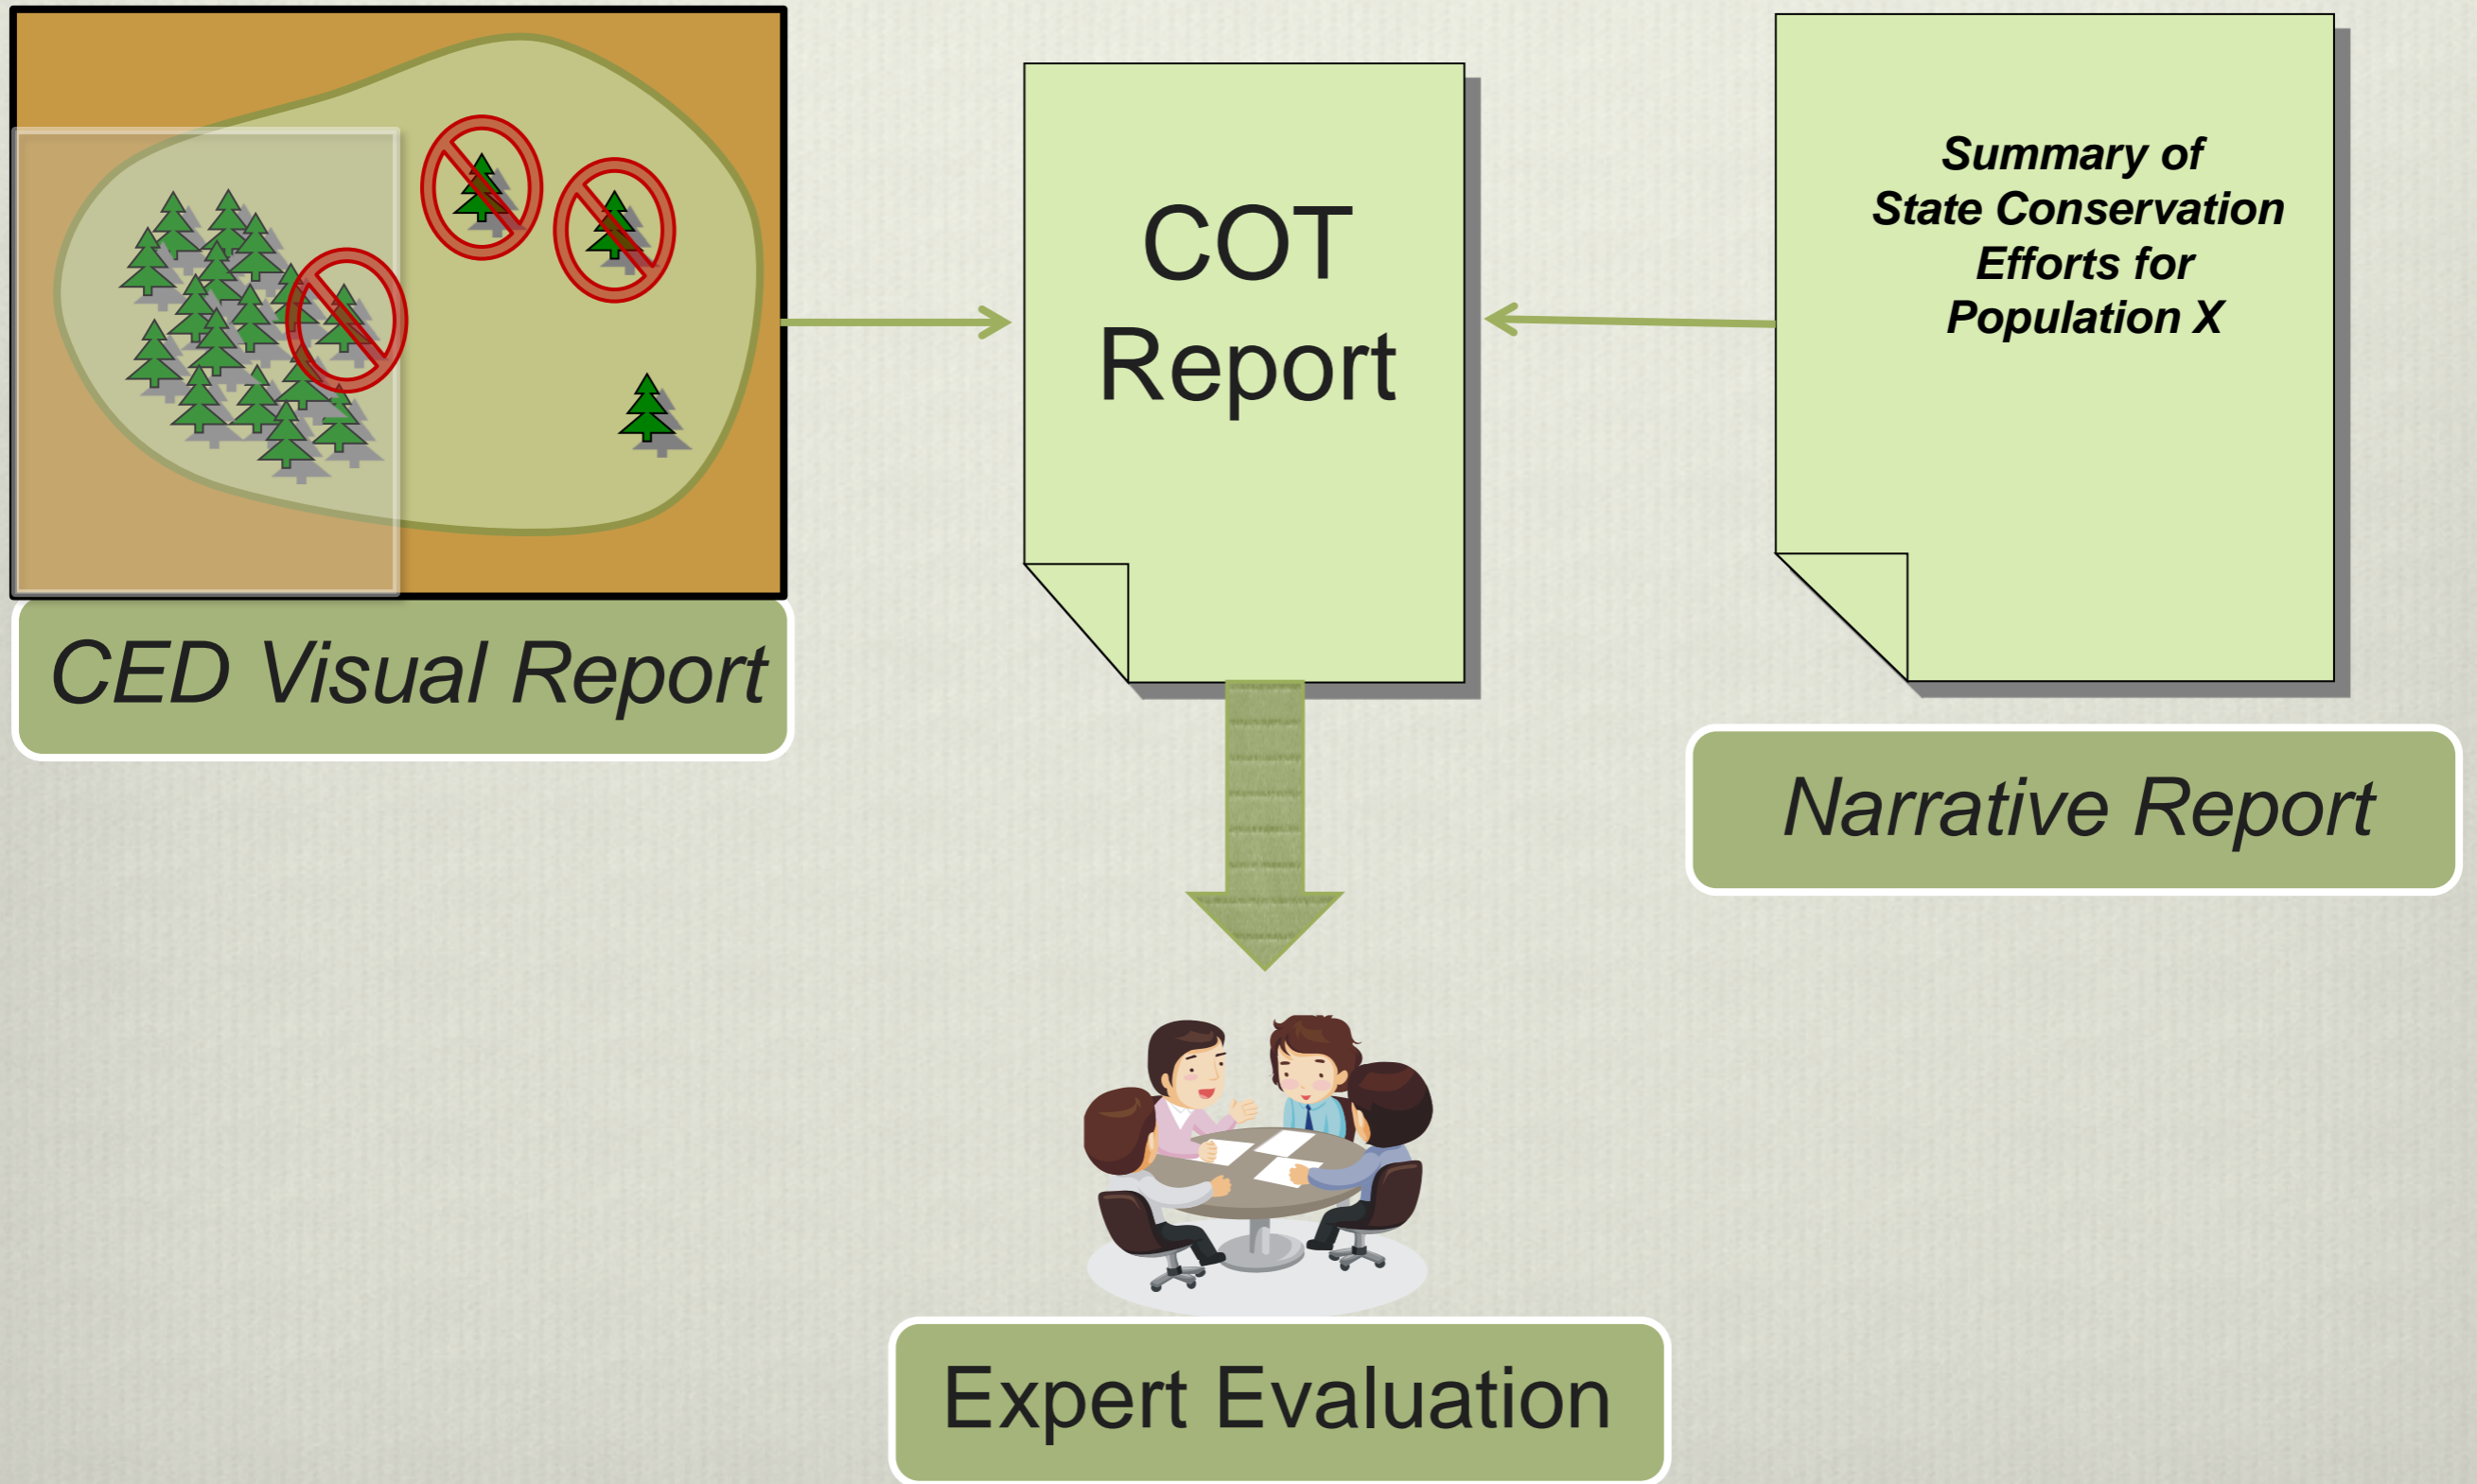 COT
Report
Summary of
State Conservation
Efforts for
Population X
CED Visual Report
Narrative Report
Expert Evaluation